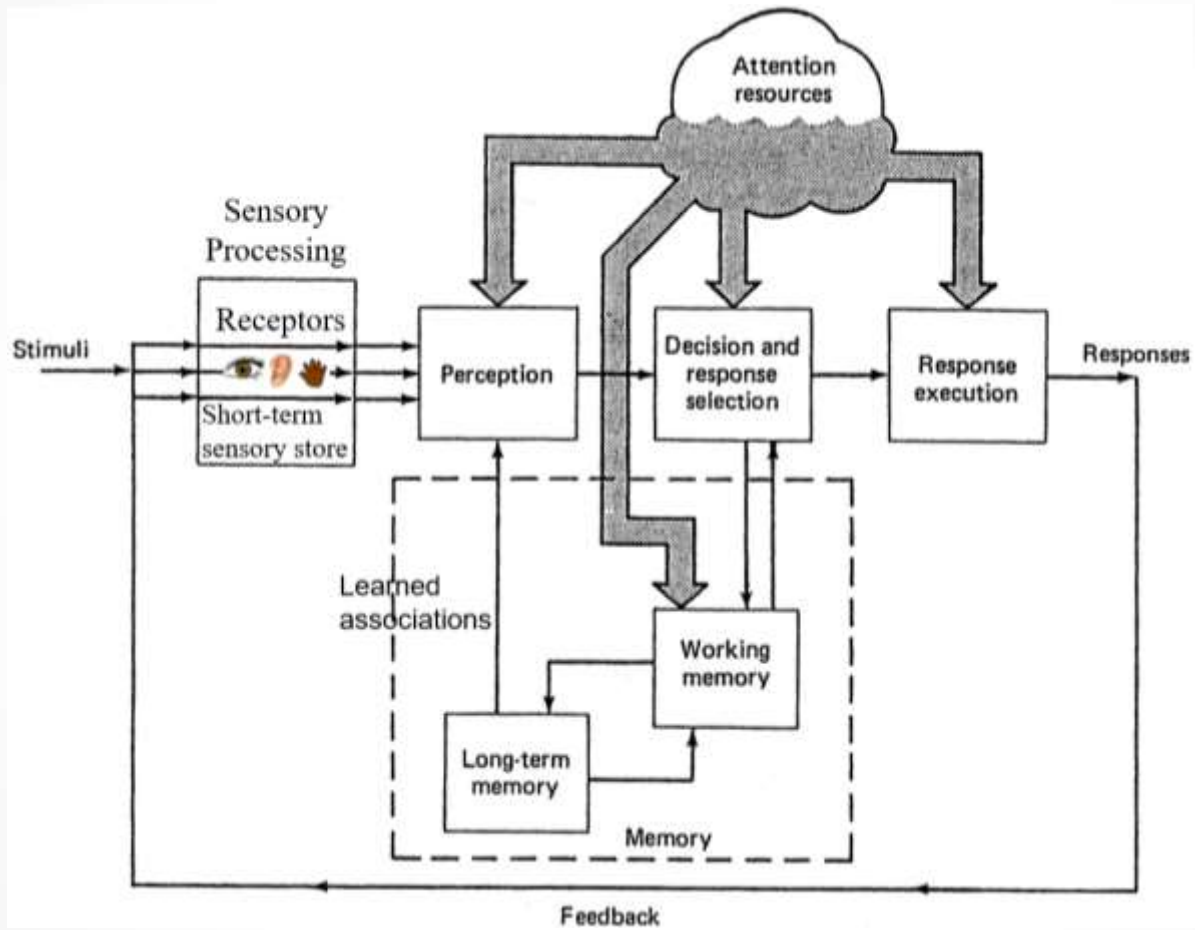 Attention
resources
Sensory
Processing
Receptors
Stimuli
Short-term
sensory store
Perception
Decision and
response
selection
Response
execution
Responses
Learned
associations
Working
memory
Long-term
memory
Memory
Feedback